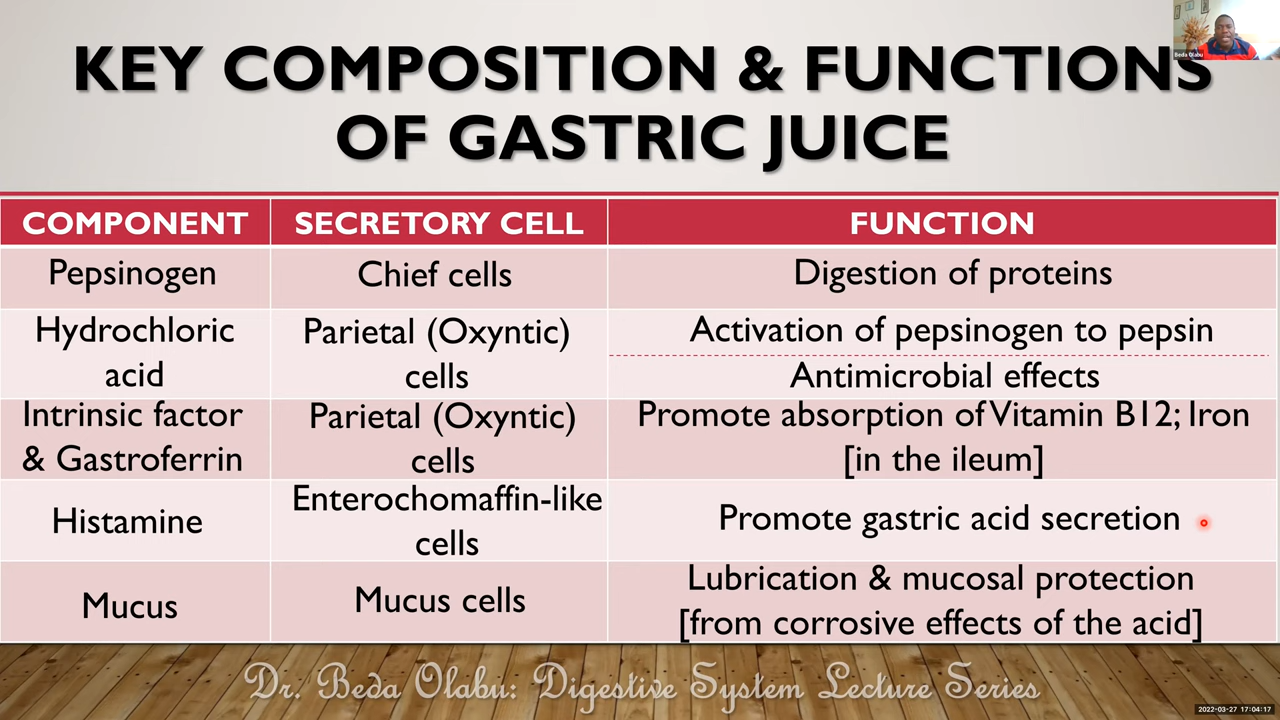 Beda Olabu
KEY COMPOSITION & FUNCTIONS
OF GASTRIC JUICE
COMPONENT SECRETORY CELL FUNCTION
Pepsinogen Chief cells Digestion of proteins
Hydrochloric
acid
Parietal (Oxyntic)
cells
Activation of pepsinogen to pepsin
Antimicrobial effects
Intrinsic factor
& Gastroferrin
Parietal (Oxyntic)
cells
Promote absorption of Vitamin B12; Iron
[in the ileum]
Histamine
Enterochomaffin-like
cells
Promote gastric acid secretion
Mucus
Mucus cells
Lubrication & mucosal protection
[from corrosive effects of the acid]
Dr. Beda Olabu: Digestive System Lecture Series
2022-03-27 17:04:17